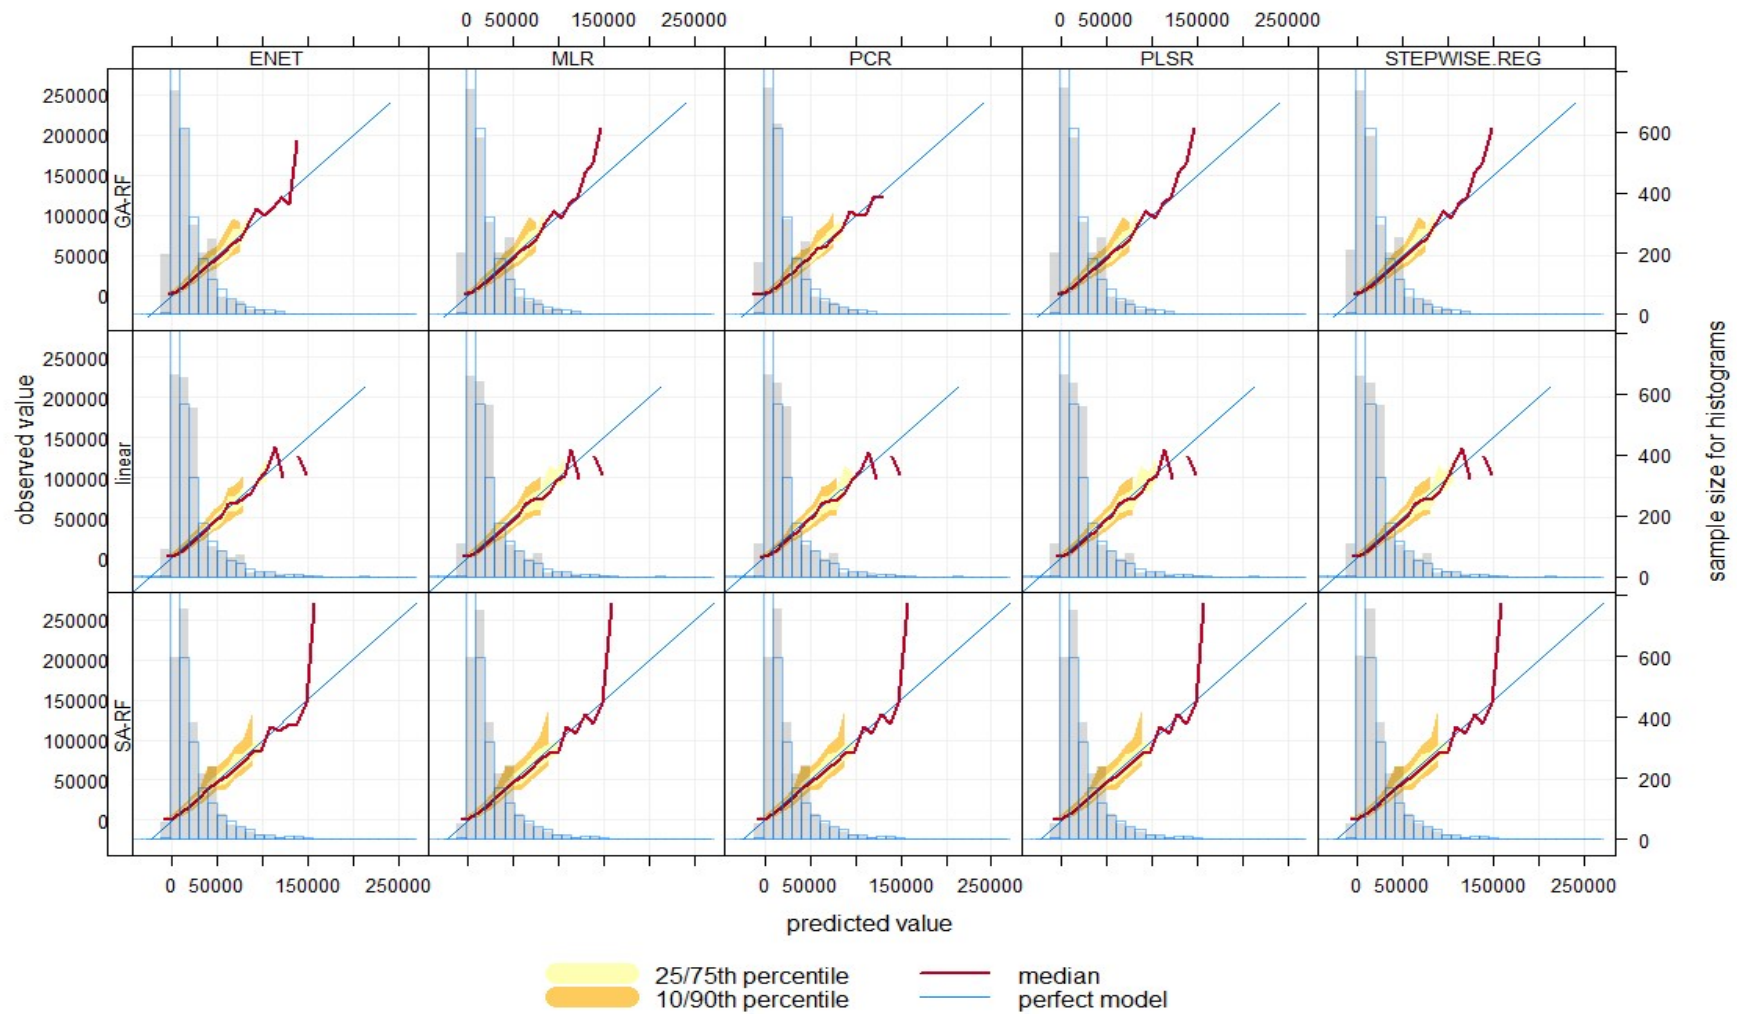 0 50000 150000 250000 0 50000 150000 250000
ENET MLR PCR PLSR STEPWISE.REG
observed value
GA-RF
250000
200000
150000
100000
50000
0
600
400
200
0
linear
250000
200000
150000
100000
50000
0
600
400
200
0
SA-RF
250000
200000
150000
100000
50000
0
600
400
200
0
sample size for histograms
0 50000 150000 250000 0 50000 150000 250000 0 50000 150000 250000
predicted value
25/75th percentile median
10/90th percentile perfect model